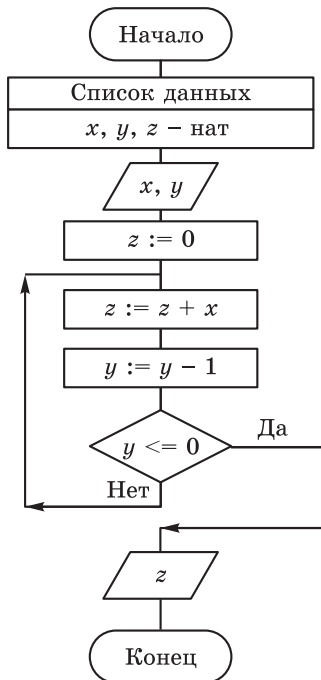 Начало
Список данных
x, y, z – нат
x, y
z := 0
z := z + x
y := y – 1
y <= 0
Да
Нет
z
Конец